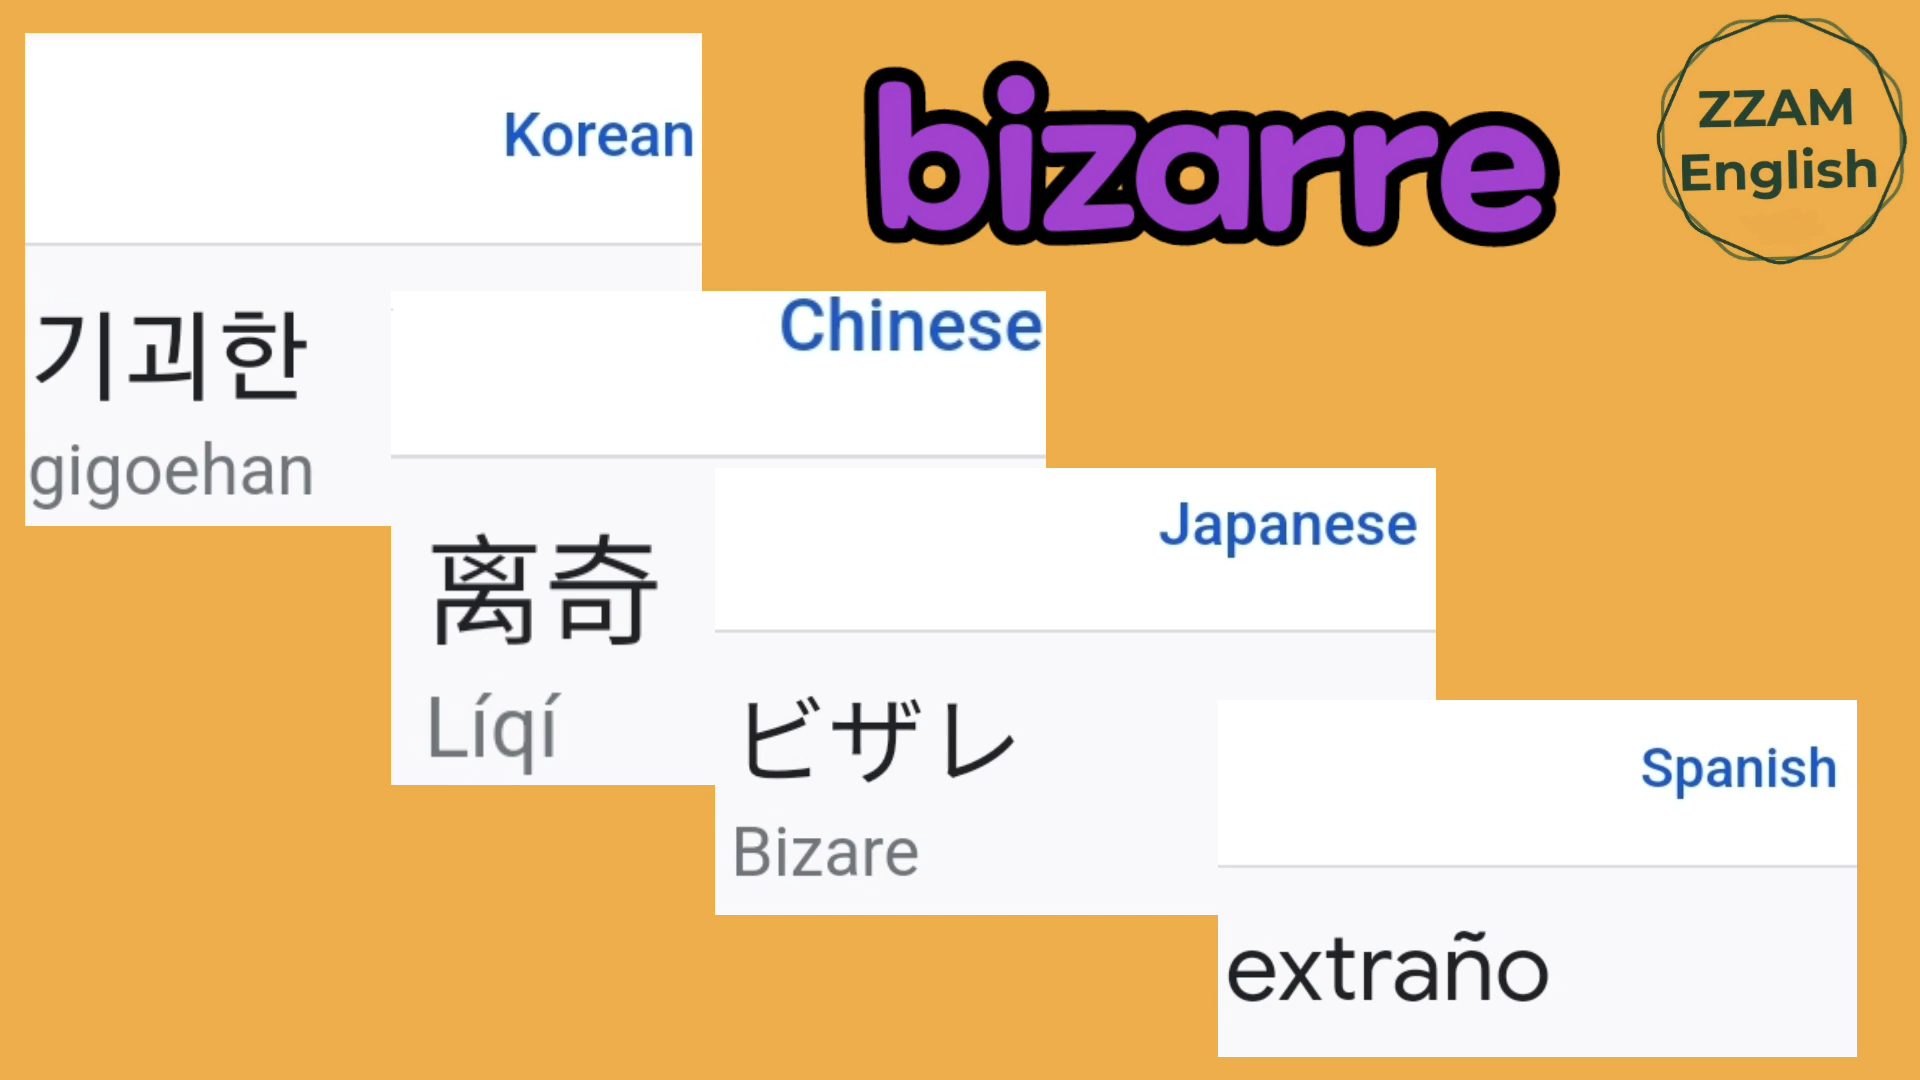 bizarre
ZZAM
English
Korean
기괴한
gigoehan
Chinese
离奇
Líqí
Japanese
ビザレ
Bizare
Spanish
extraño